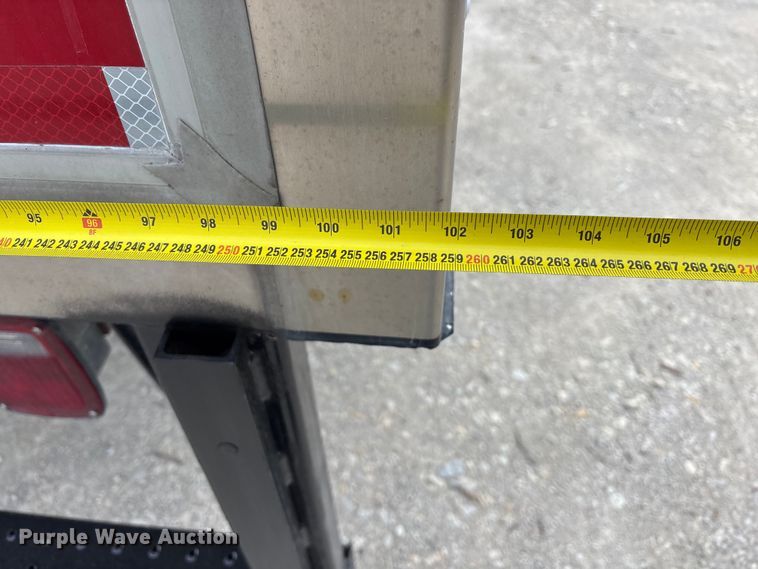 95 96 97 98 99 100 101 102 103 104 105 106
8F
241 242 243 244 245 246 247 248 249 250 251 252 253 254 255 256 257 258 259 260 261 262 263 264 265 266 267 268 269 27
Purple Wave Auction